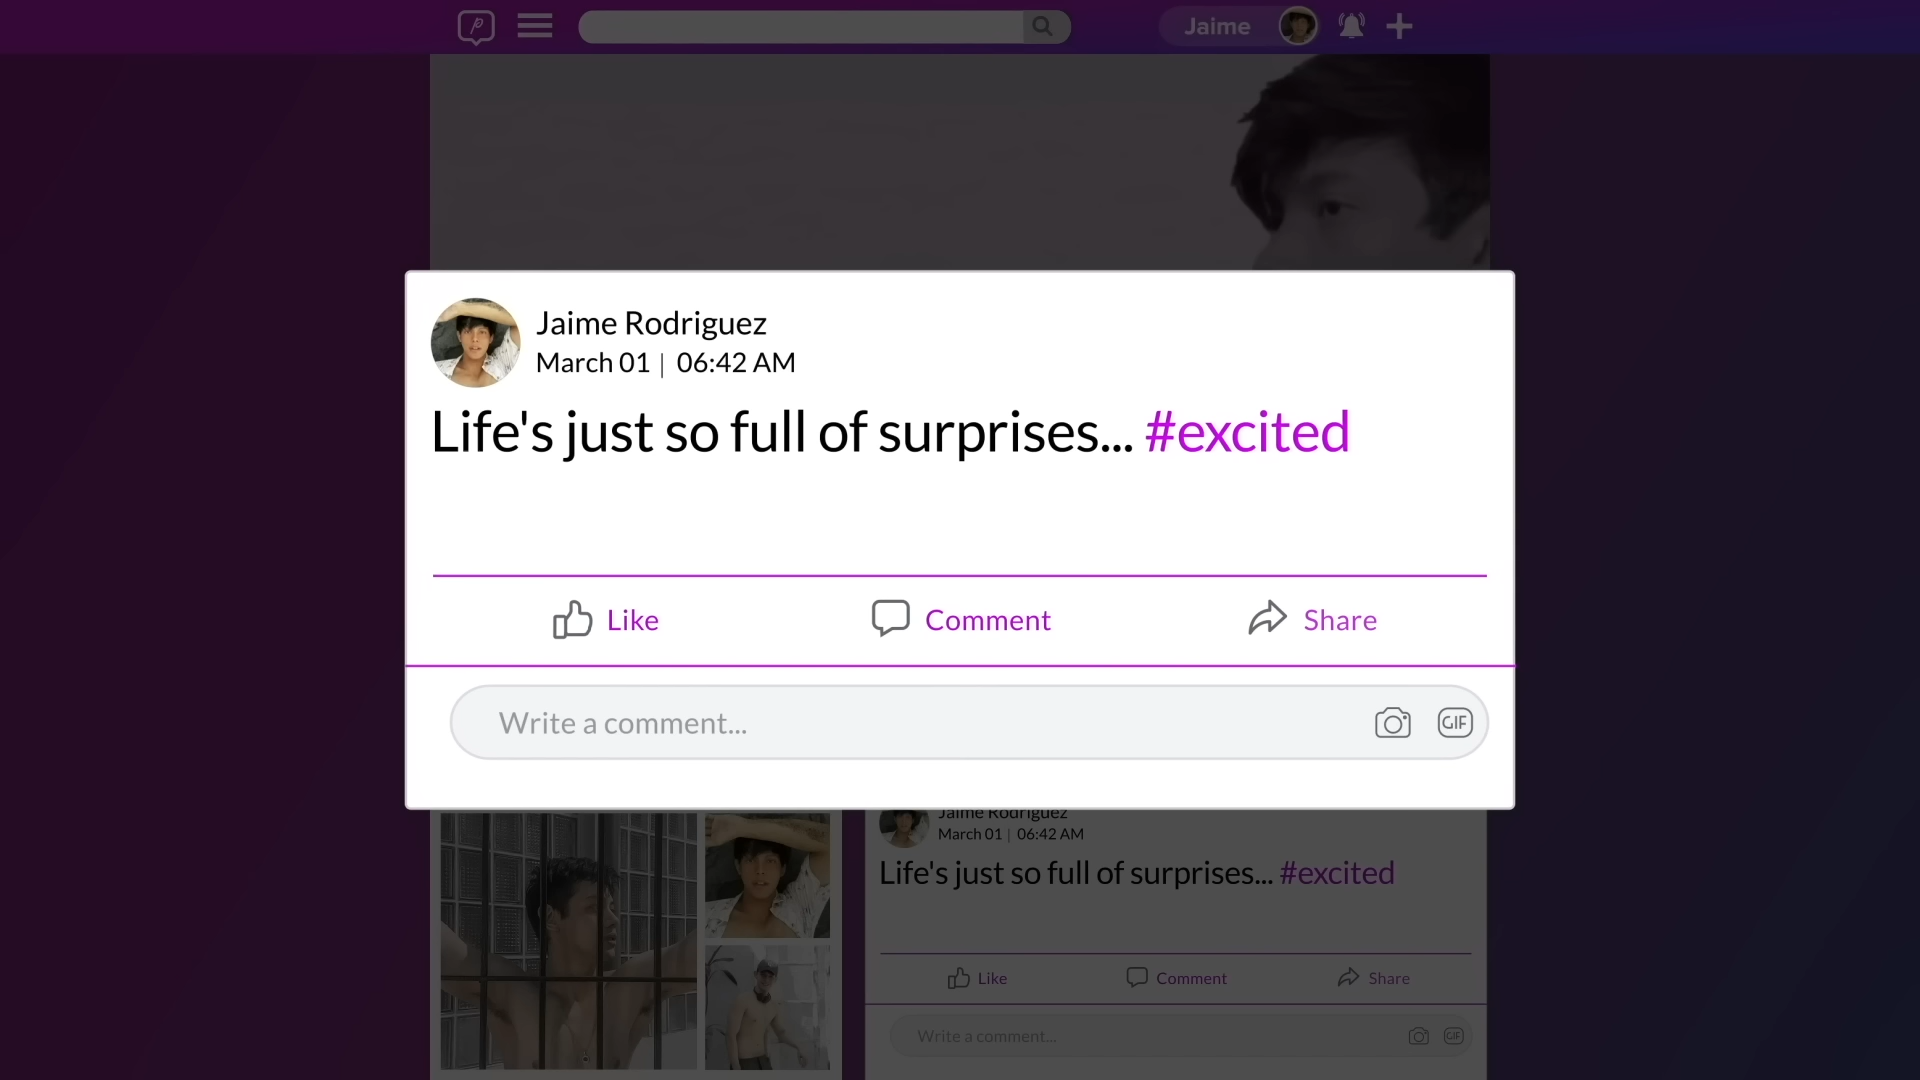 Jaime
Jaime Rodriguez
March 01 | 06:42 AM
Life's just so full of surprises... #excited
Like
Comment
Share
Write a comment...
GIF
Jaime Rodriguez
March 01 | 06:42 AM
Life's just so full of surprises... #excited
Like
Comment
Share
Write a comment...
GIF